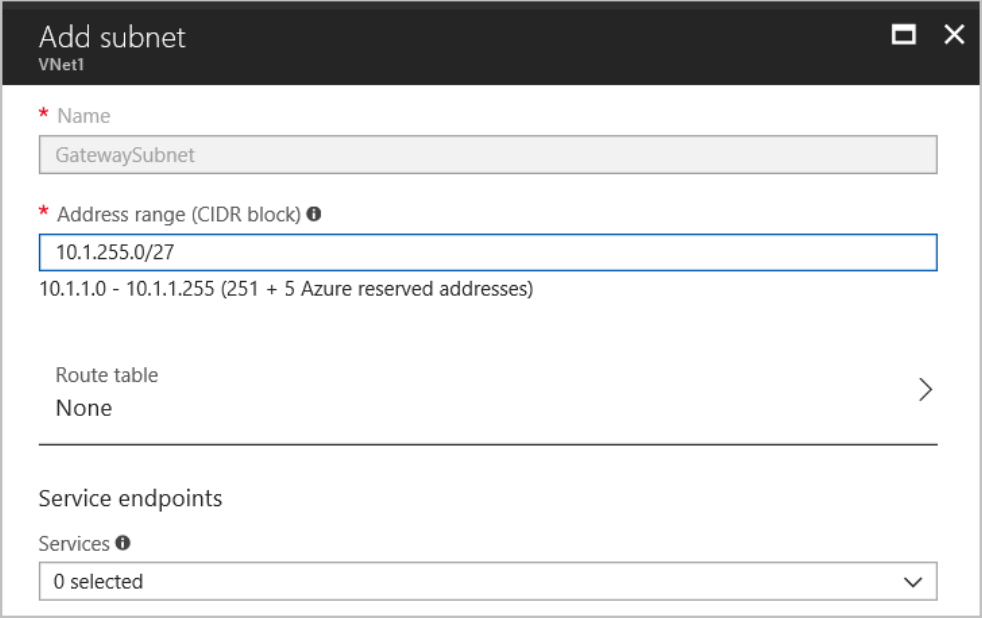 Add subnet
VNet1
* Name
GatewaySubnet
* Address range (CIDR block)
10.1.255.0/27
10.1.1.0 - 10.1.1.255 (251 + 5 Azure reserved addresses)
Route table
None
Service endpoints
Services
0 selected